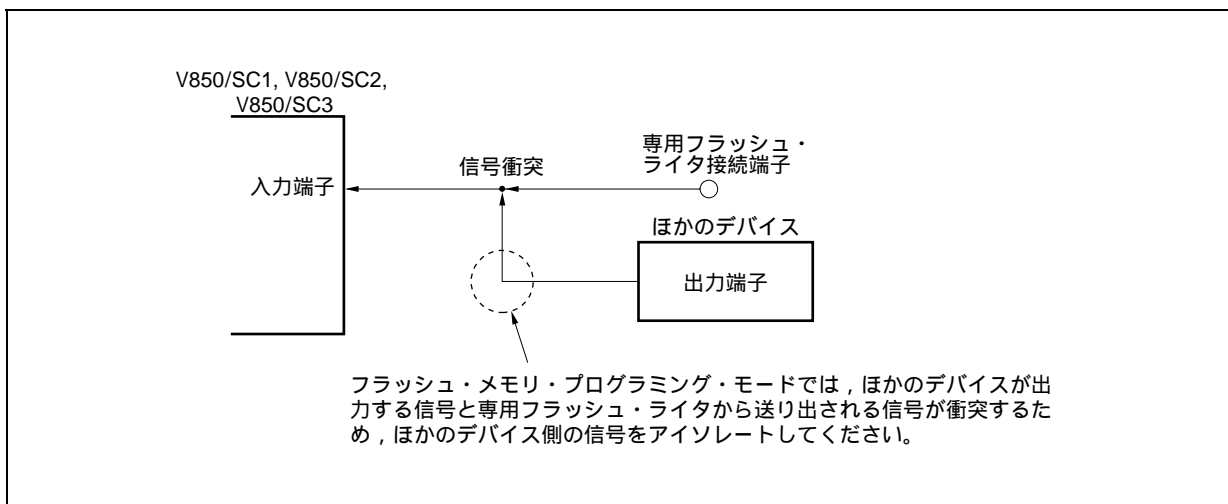 V850/SC1, V850/SC2,
V850/SC3
入力端子
信号衝突
専用フラッシュ・
ライタ接続端子
ほかのデバイス
出力端子
フラッシュ・メモリ・プログラミング・モードでは，ほかのデバイスが出
力する信号と専用フラッシュ・ライタから送り出される信号が衝突するた
め，ほかのデバイス側の信号をアイソレートしてください。